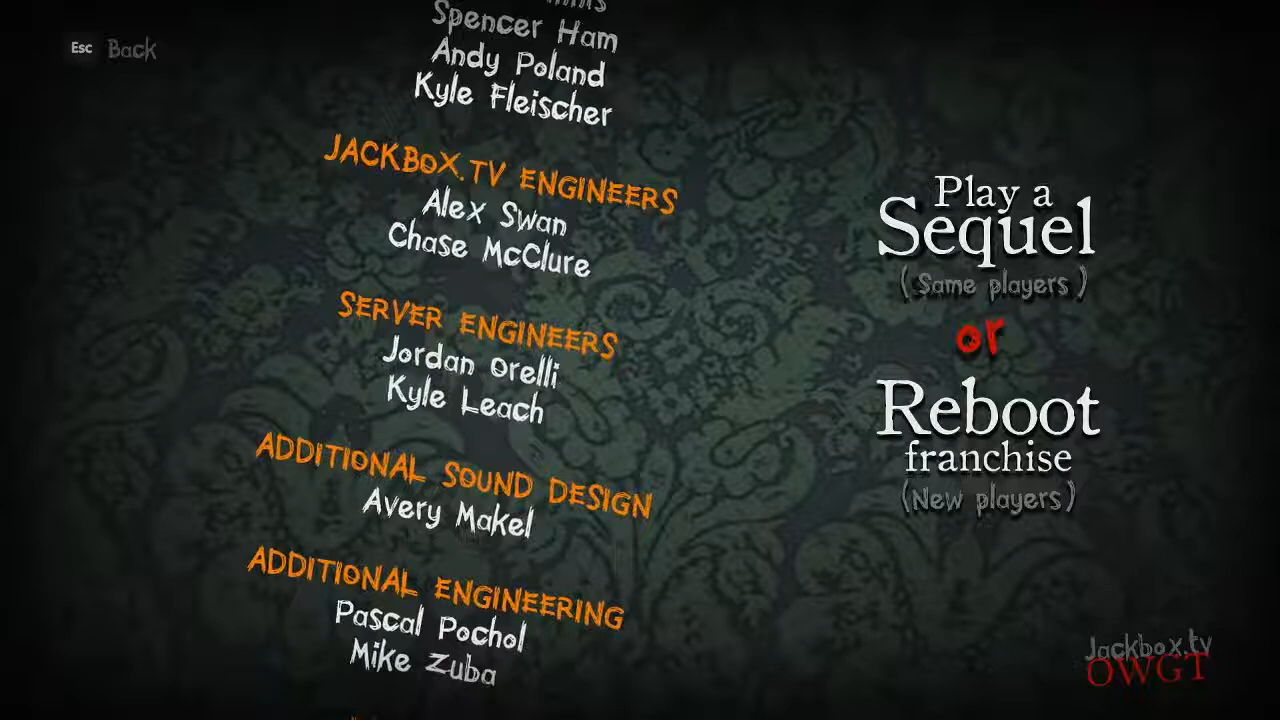 Spencer Ham
Esc Back
Andy Poland
Kyle Fleischer
JACKBOX.TV ENGINEERS
Alex Swan
Chase McClure
SERVER ENGINEERS
Jordan Orelli
Kyle Leach
ADDITIONAL SOUND DESIGN
Avery Makel
ADDITIONAL ENGINEERING
Pascal Pochol
Mike Zuba
Play a
Sequel
(Same players)
or
Reboot
franchise
(New players)
Jackbox.tv
OWGT